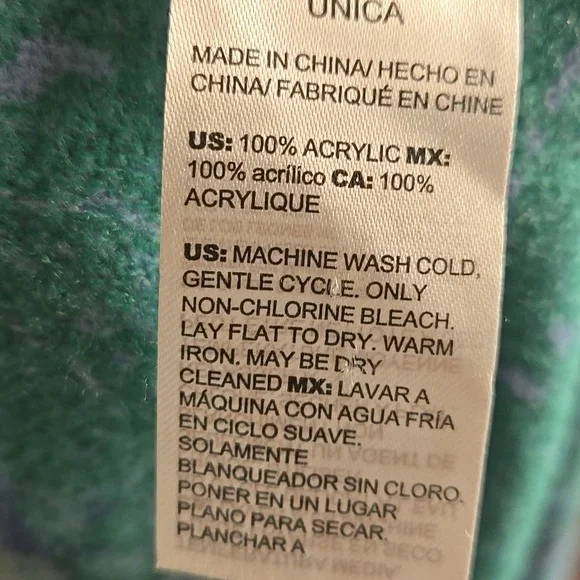 UNICA
MADE IN CHINA/ HECHO EN
CHINA/ FABRIQUÉ EN CHINE
US: 100% ACRYLIC MX:
100% acrílico CA: 100%
ACRYLIQUE
US: MACHINE WASH COLD,
GENTLE CYCLE. ONLY
NON-CHLORINE BLEACH.
LAY FLAT TO DRY. WARM
IRON. MAY BE DRY
CLEANED MX: LAVAR A
MÁQUINA CON AGUA FRÍA
EN CICLO SUAVE.
SOLAMENTE
BLANQUEADOR SIN CLORO.
PONER EN UN LUGAR
PLANO PARA SECAR.
PLANCHAR A